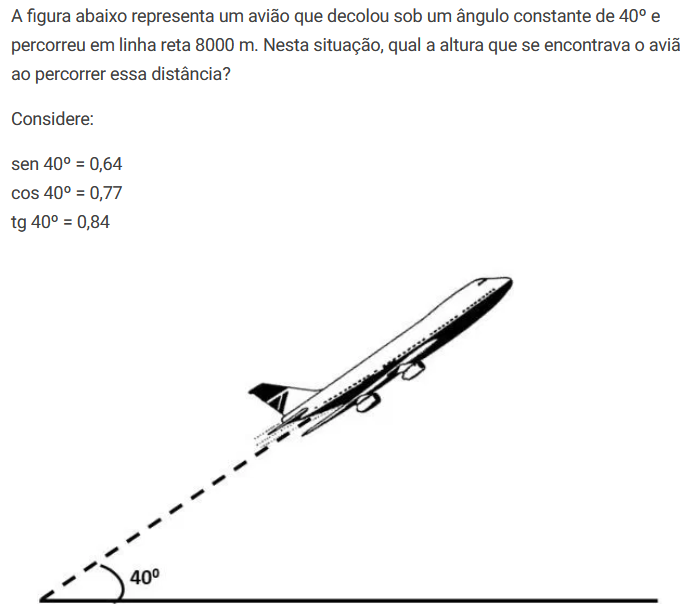 A figura abaixo representa um avião que decolou sob um ângulo constante de 40º e
percorreu em linha reta 8000 m. Nesta situação, qual a altura que se encontrava o aviã
ao percorrer essa distância?
Considere:
sen 40º = 0,64
cos 40º = 0,77
tg 40º = 0,84
40º